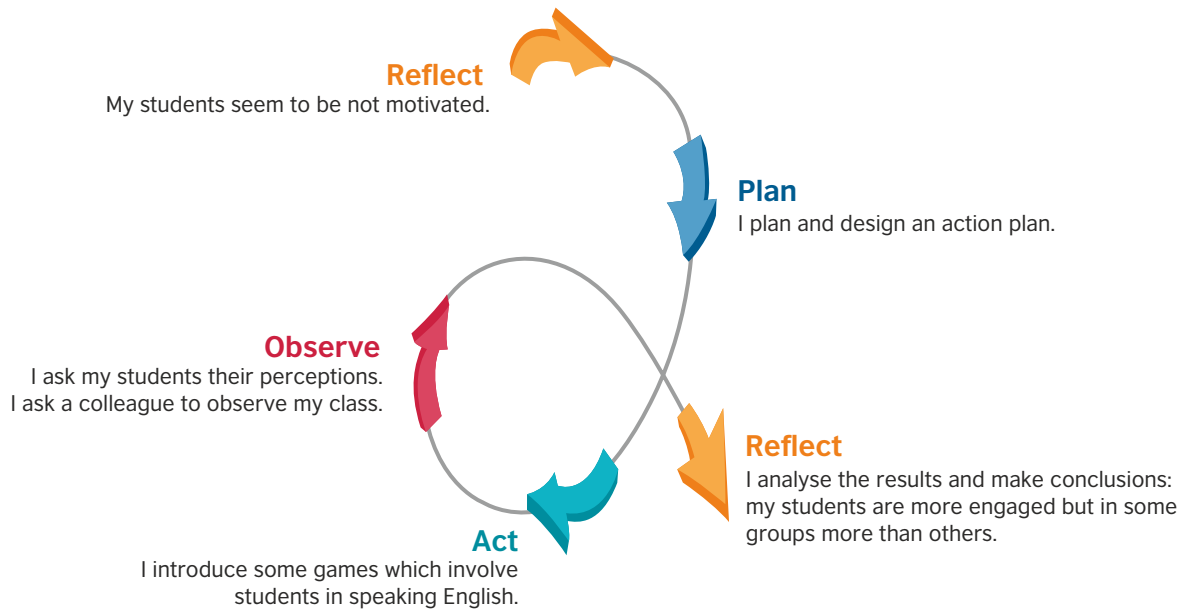 Reflect
My students seem to be not motivated.
Plan
I plan and design an action plan.
Observe
I ask my students their perceptions.
I ask a colleague to observe my class.
Reflect
I analyse the results and make conclusions:
my students are more engaged but in some
groups more than others.
Act
I introduce some games which involve
students in speaking English.